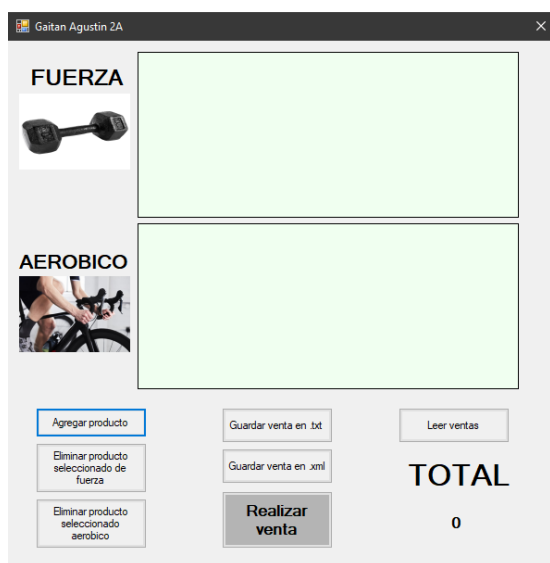 Gaitan Agustin 2A
FUERZA
AEROBICO
Agregar producto
Guardar venta en .txt
Leer ventas
Eliminar producto
seleccionado de
fuerza
Guardar venta en .xml
TOTAL
Eliminar producto
seleccionado
aerobico
Realizar
venta
0